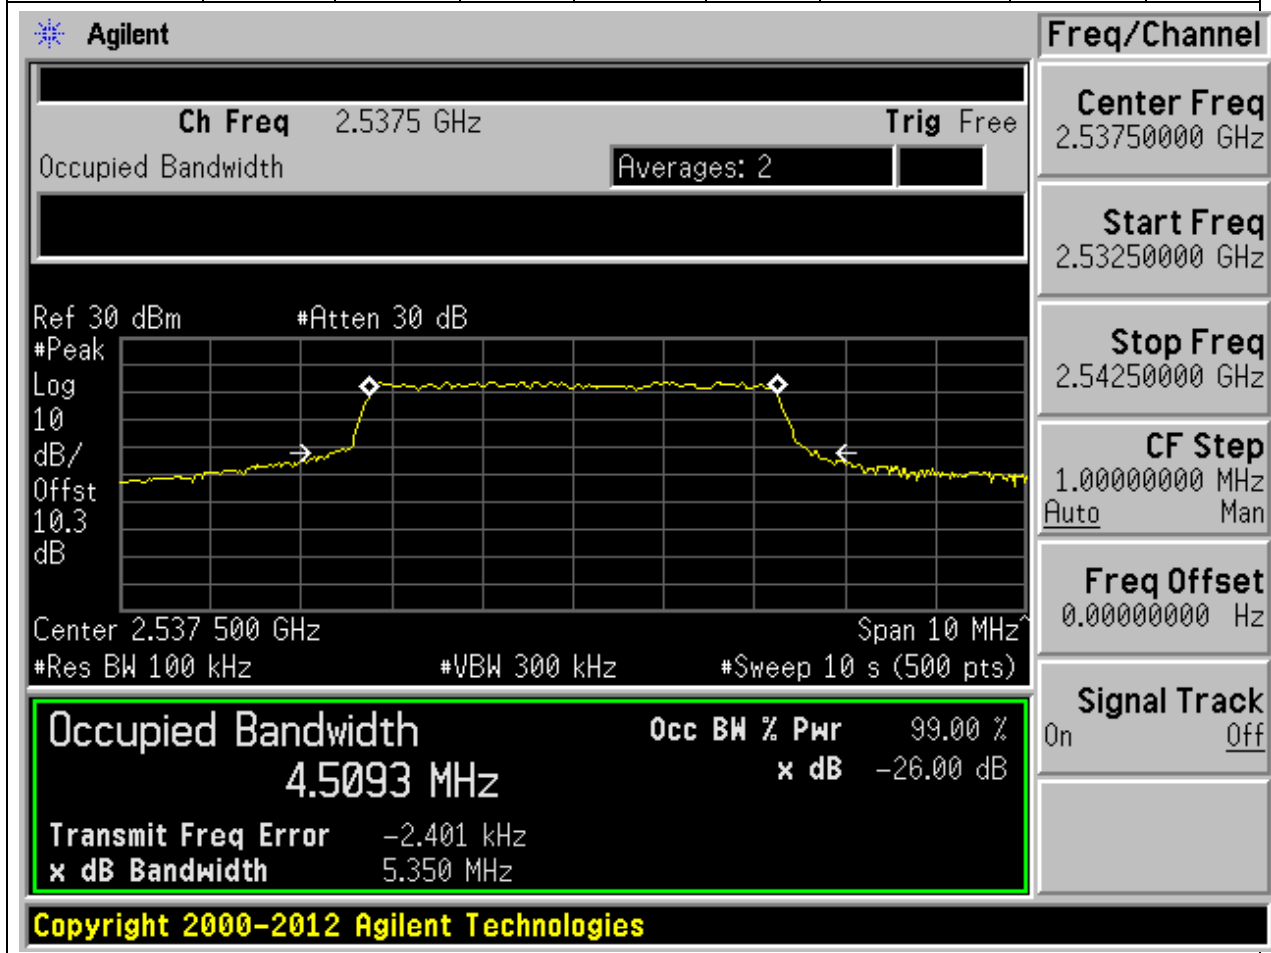 Agilent
Freq/Channel
Ch Freq 2.5375 GHz Trig Free
Occupied Bandwidth Averages: 2
Center Freq
2.53750000 GHz
Start Freq
2.53250000 GHz
Stop Freq
2.54250000 GHz
CF Step
1.00000000 MHz
Auto Man
Freq Offset
0.00000000 Hz
Signal Track
On Off
Ref 30 dBm #Atten 30 dB
#Peak
Log
10
dB/
Offst
10.3
dB
Center 2.537 500 GHz Span 10 MHz^
#Res BW 100 kHz #VBW 300 kHz #Sweep 10 s (500 pts)
Occupied Bandwidth Occ BW % Pwr 99.00 %
4.5093 MHz x dB -26.00 dB
Transmit Freq Error -2.401 kHz
x dB Bandwidth 5.350 MHz
Copyright 2000-2012 Agilent Technologies